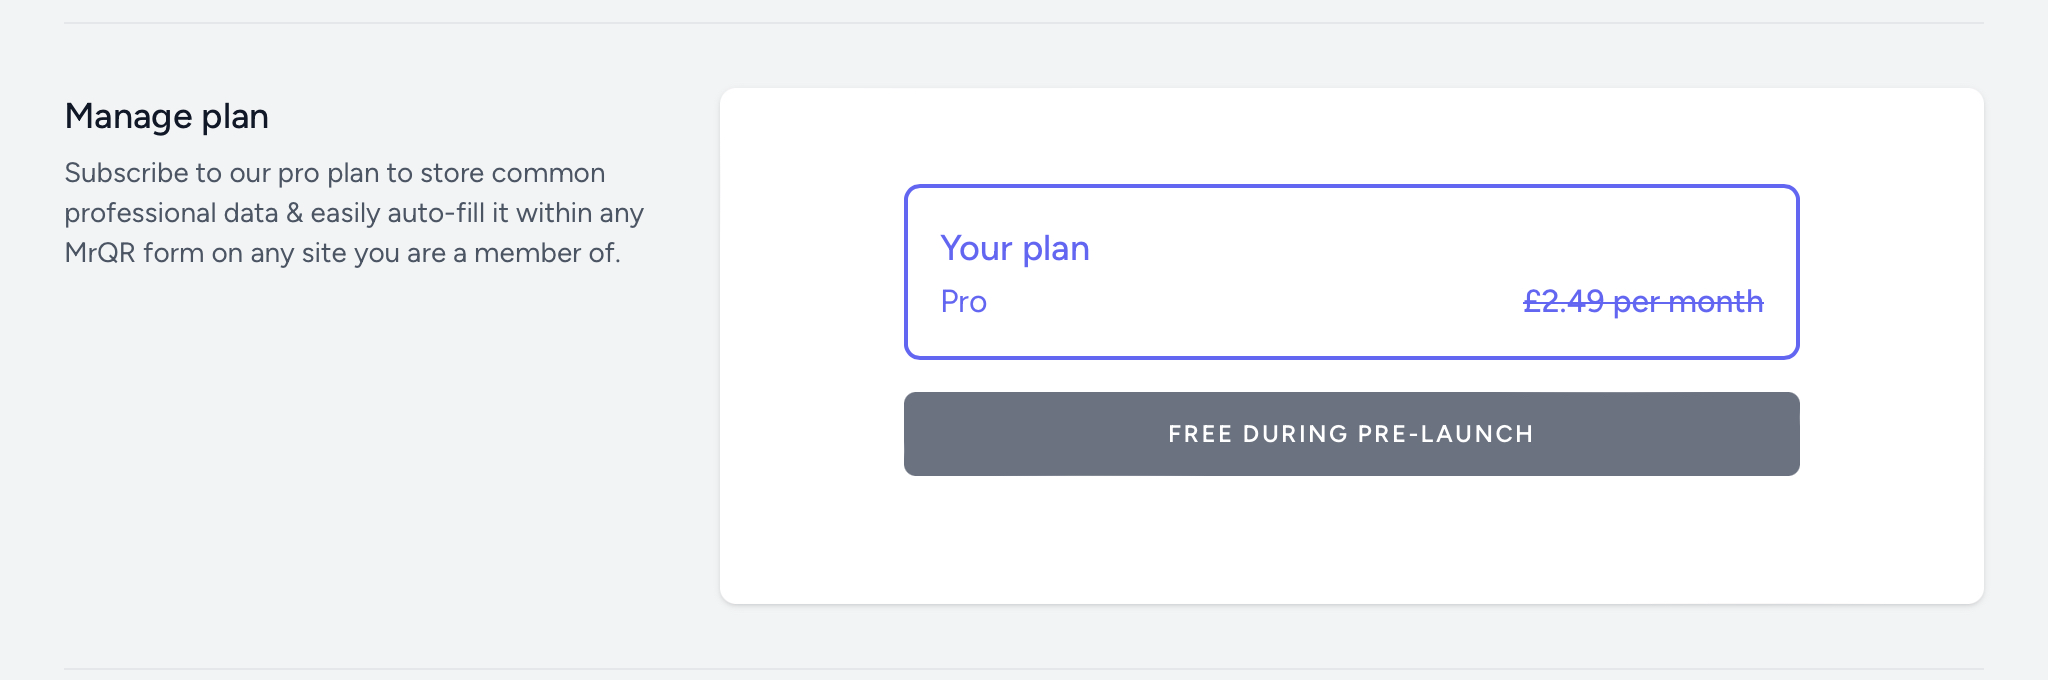 Manage plan
Subscribe to our pro plan to store common
professional data & easily auto-fill it within any
MrQR form on any site you are a member of.
Your plan
Pro
£2.49 per month
FREE DURING PRE-LAUNCH